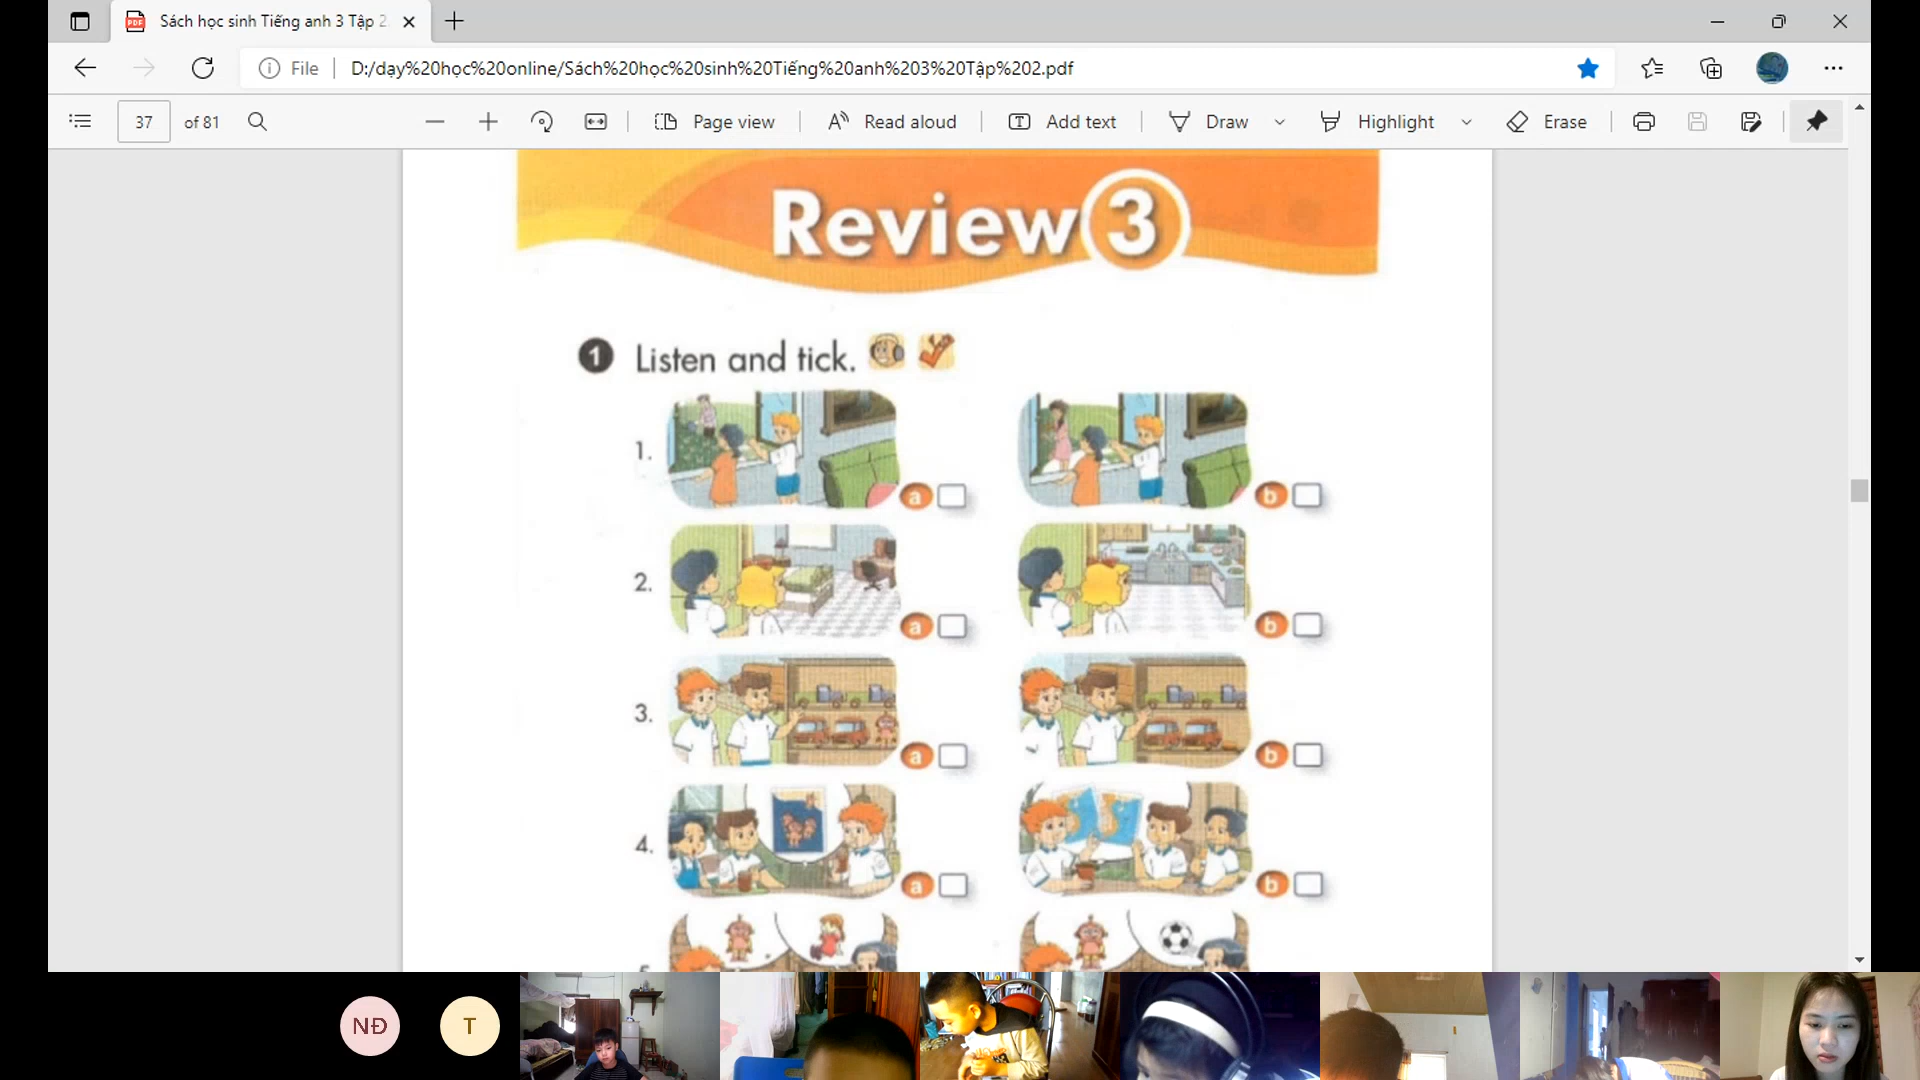 Sách học sinh Tiếng anh 3 Tập 2
File
D:/dạy%20học%20online/Sách%20học%20sinh%20Tiếng%20anh%203%20Tập%202.pdf
37 of 81
Page view
Read aloud
Add text
Draw
Highlight
Erase
Review 3
1 Listen and tick.
1. a b
2. a b
3. a b
4. a b
NĐ
T